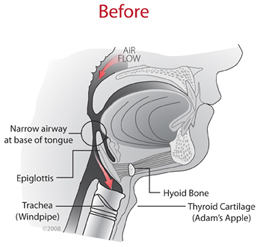 Before
AIR
FLOW
Narrow airway
at base of tongue
Epiglottis
Hyoid Bone
Trachea
(Windpipe)
Thyroid Cartilage
(Adam's Apple)
©2008